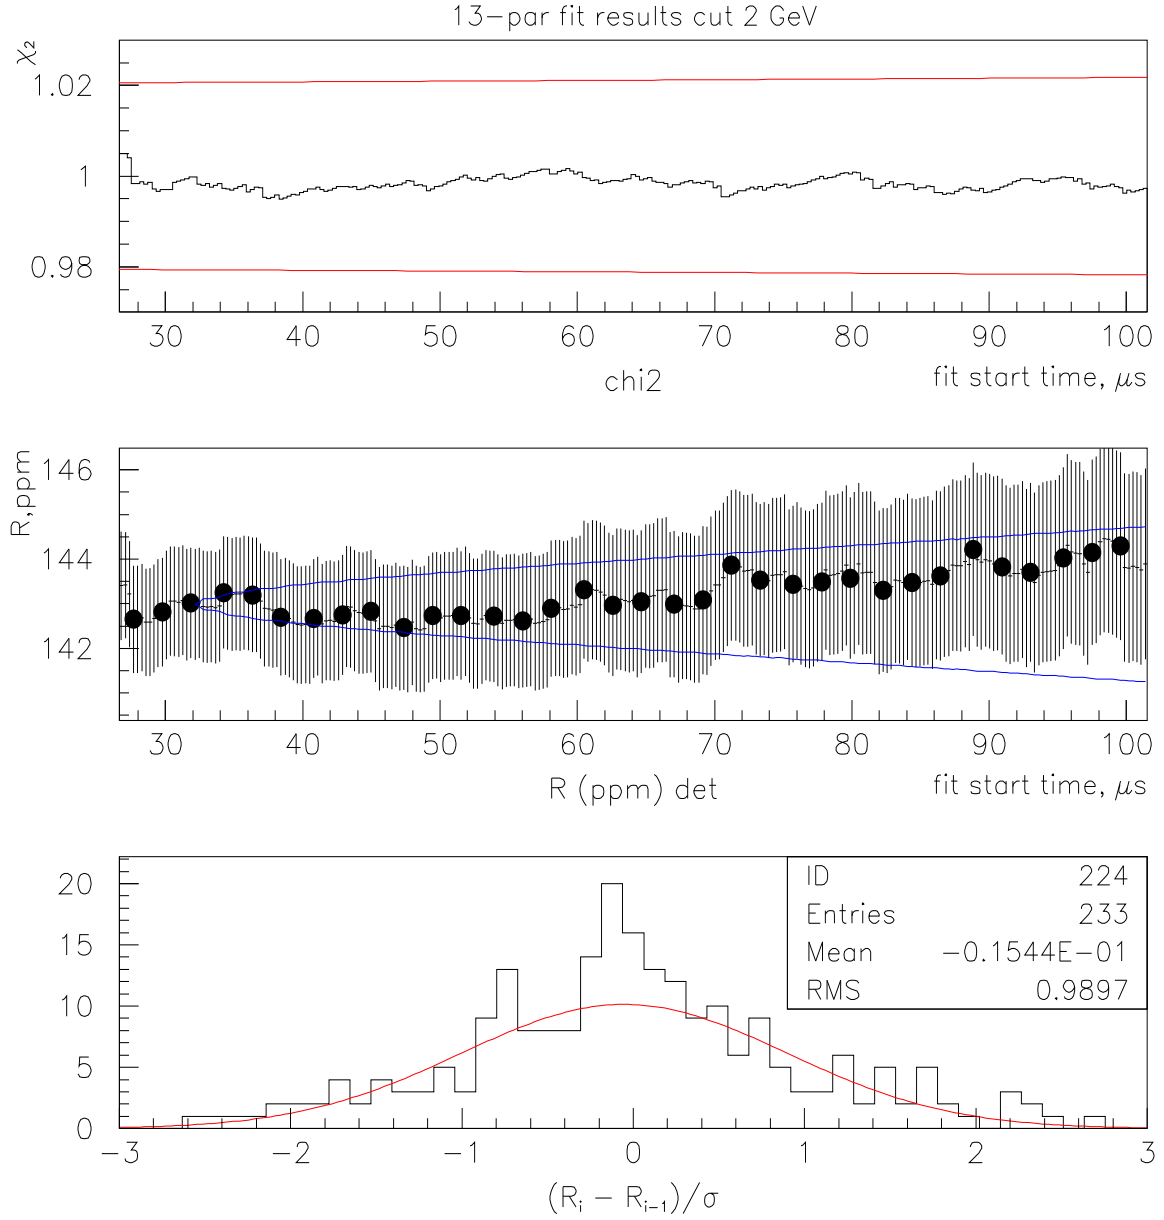 13-par fit results cut 2 GeV
χ₂
1.02
1
0.98
30 40 50 60 70 80 90 100
chi2
fit start time, μs
R,ppm
146
144
142
30 40 50 60 70 80 90 100
R (ppm) det
fit start time, μs
20
15
10
5
0
ID 224
Entries 233
Mean -0.1544E-01
RMS 0.9897
-3 -2 -1 0 1 2 3
(Rᵢ - Rᵢ₋₁)/σ